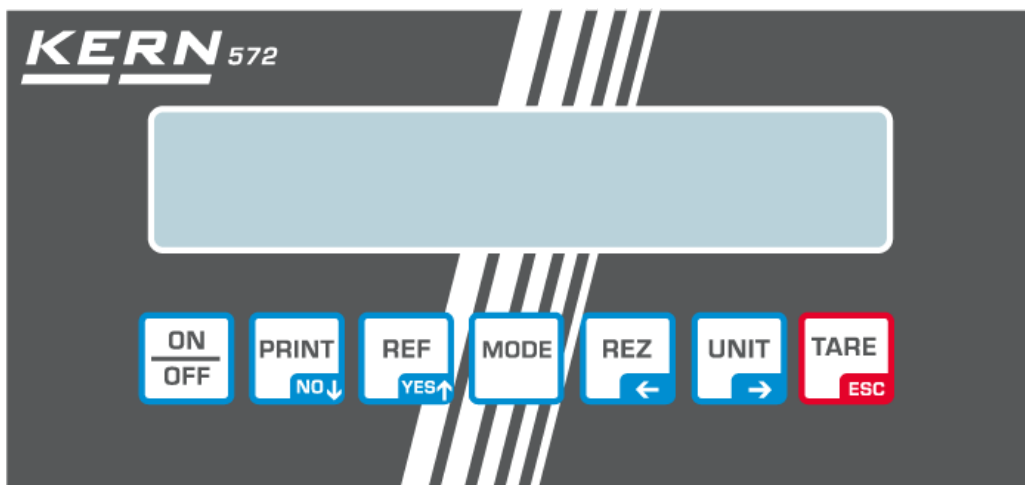 KERN 572
ON
OFF
PRINT
NO↓
REF
YES↑
MODE
REZ
←
UNIT
→
TARE
ESC